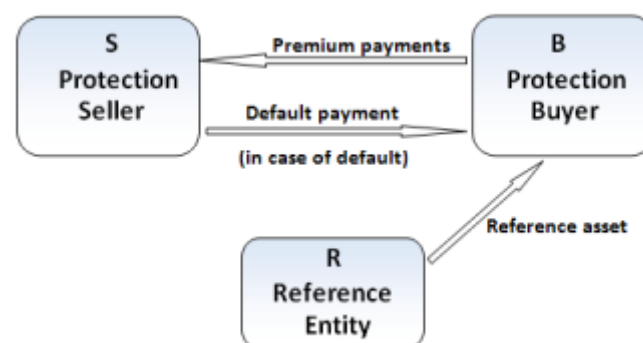 S
Protection
Seller
Premium payments
Default payment
(in case of default)
B
Protection
Buyer
Reference asset
R
Reference
Entity